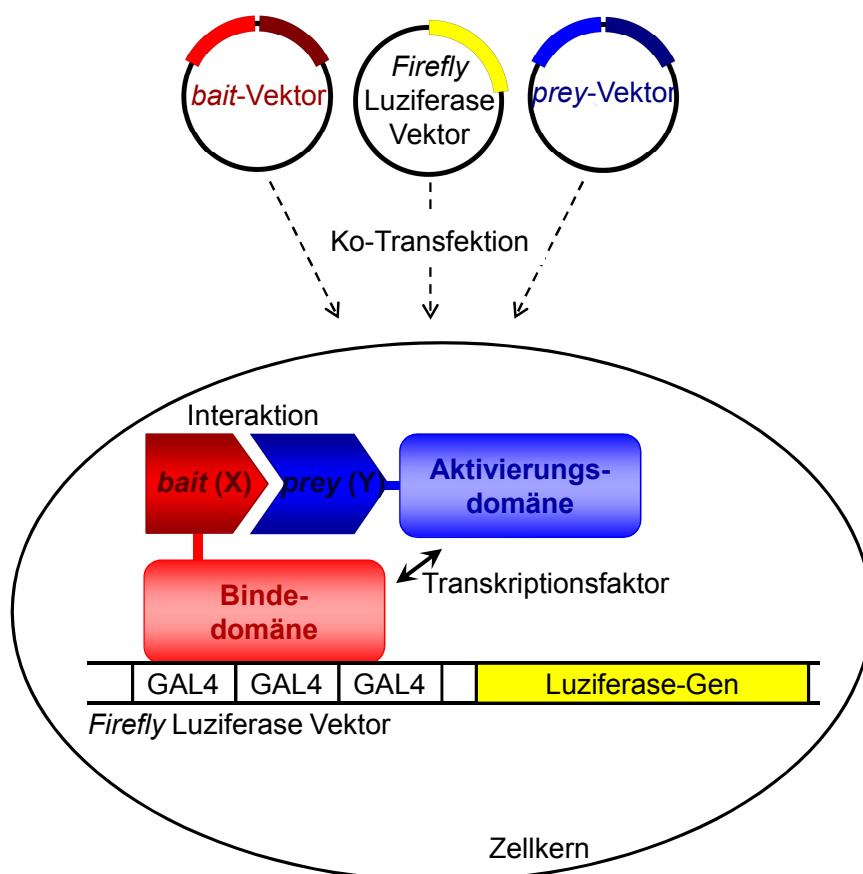 bait-Vektor
Firefly
Luziferase
Vektor
prey-Vektor
Ko-Transfektion
Interaktion
bait (X)
prey (Y)
Aktivierungs-
domäne
Transkriptionsfaktor
Binde-
domäne
GAL4 GAL4 GAL4 Luziferase-Gen
Firefly Luziferase Vektor
Zellkern